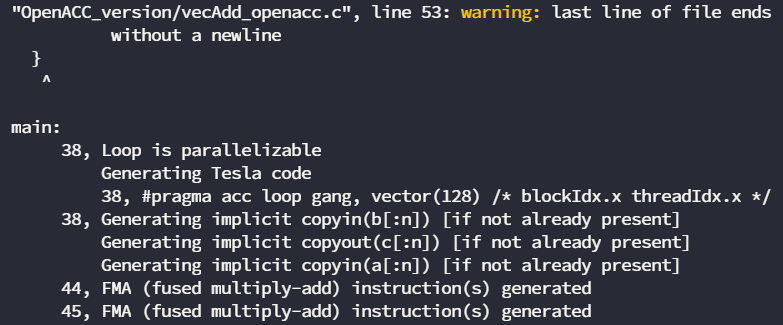 "OpenACC_version/vecAdd_openacc.c", line 53: warning: last line of file ends
without a newline
}
^
main:
38, Loop is parallelizable
Generating Tesla code
38, #pragma acc loop gang, vector(128) /* blockIdx.x threadIdx.x */
38, Generating implicit copyin(b[:n]) [if not already present]
Generating implicit copyout(c[:n]) [if not already present]
Generating implicit copyin(a[:n]) [if not already present]
44, FMA (fused multiply-add) instruction(s) generated
45, FMA (fused multiply-add) instruction(s) generated